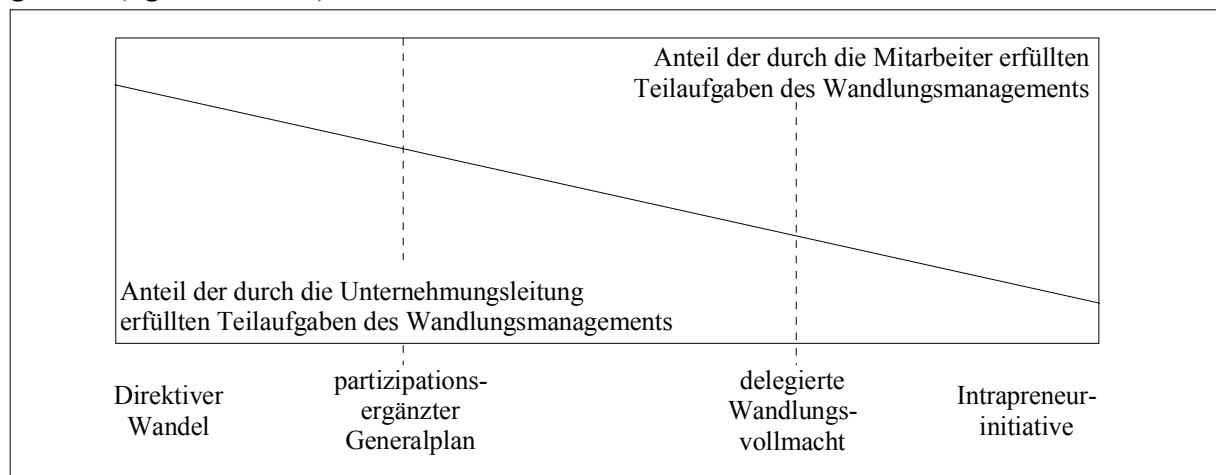 Anteil der durch die Mitarbeiter erfüllten
Teilaufgaben des Wandlungsmanagements
Anteil der durch die Unternehmungsleitung
erfüllten Teilaufgaben des Wandlungsmanagements
Direktiver
Wandel
partizipations-
ergänzter
Generalplan
delegierte
Wandlungs-
vollmacht
Intrapreneur-
initiative